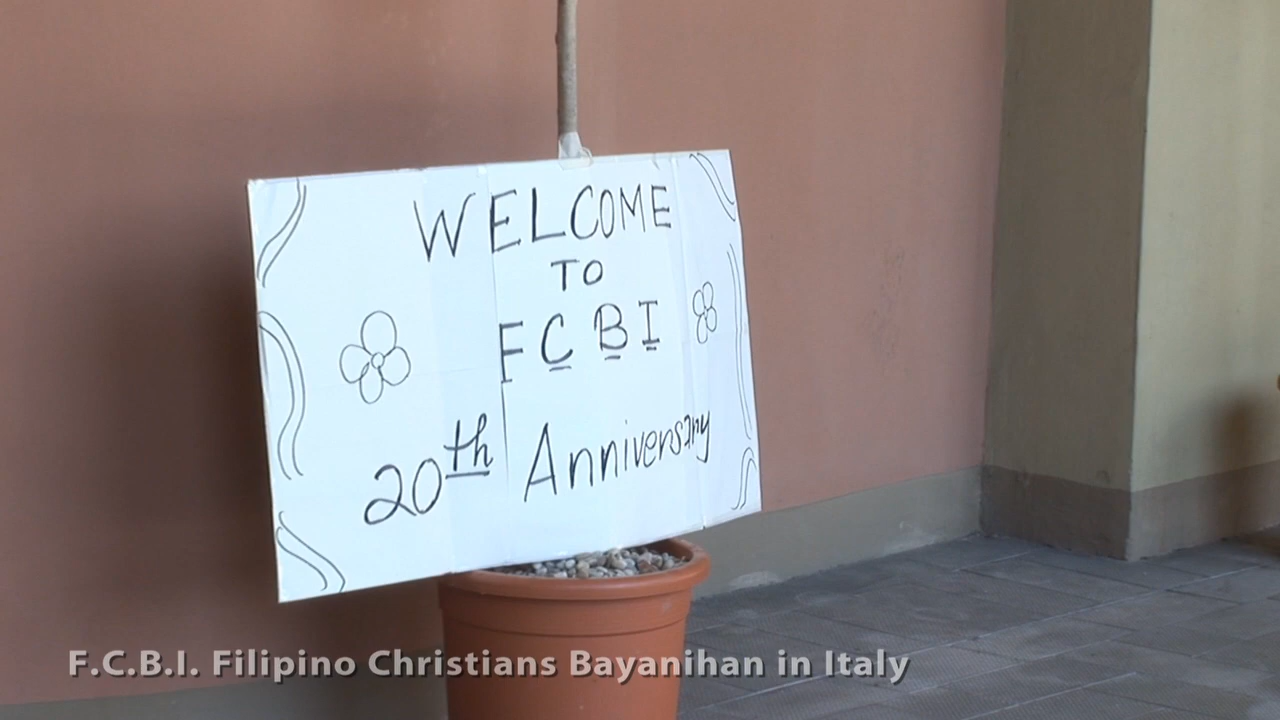 WELCOME
TO
FCBI
20th Anniversary
F.C.B.I. Filipino Christians Bayanihan in Italy